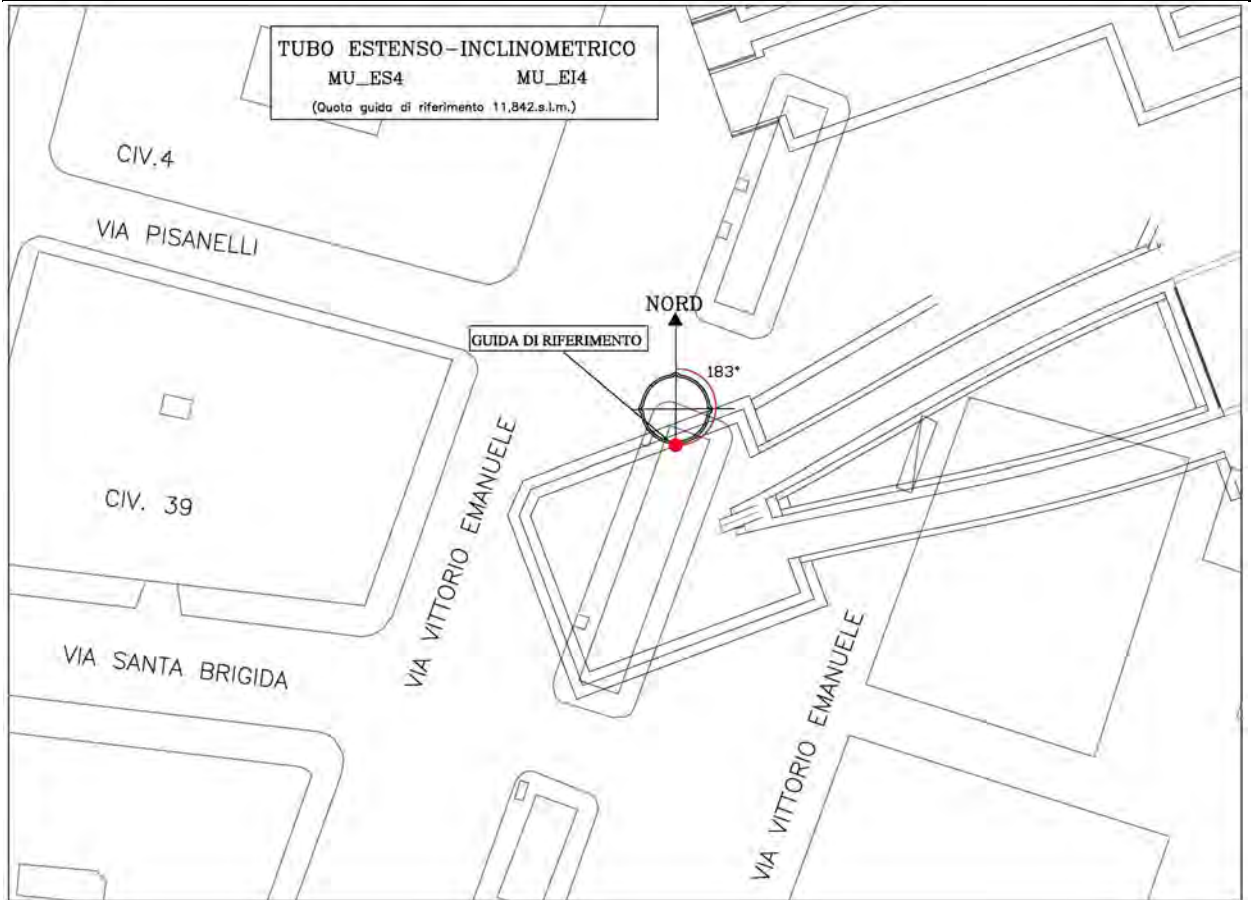 TUBO ESTENSO-INCLINOMETRICO
MU_ES4 MU_EI4
(Quota guida di riferimento 11,842.s.l.m.)
CIV.4
VIA PISANELLI
NORD
GUIDA DI RIFERIMENTO
183°
CIV. 39
VIA VITTORIO EMANUELE
VIA SANTA BRIGIDA
VIA VITTORIO EMANUELE